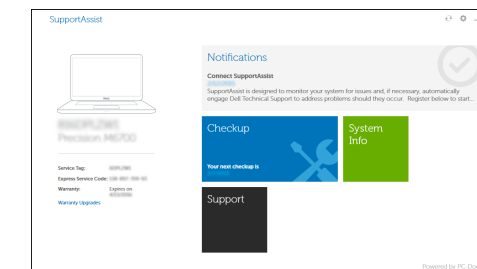 SupportAssist
Notifications
Connect SupportAssist
SupportAssist is designed to monitor your system for issues and, if necessary, automatically
engage Dell Technical Support to address problems should they occur. Register below to start...
Precision M6700
Checkup
System
Info
Your next checkup is
Service Tag:
Express Service Code:
Warranty: Expires on
Warranty Upgrades
Support
Powered by PC-Doc